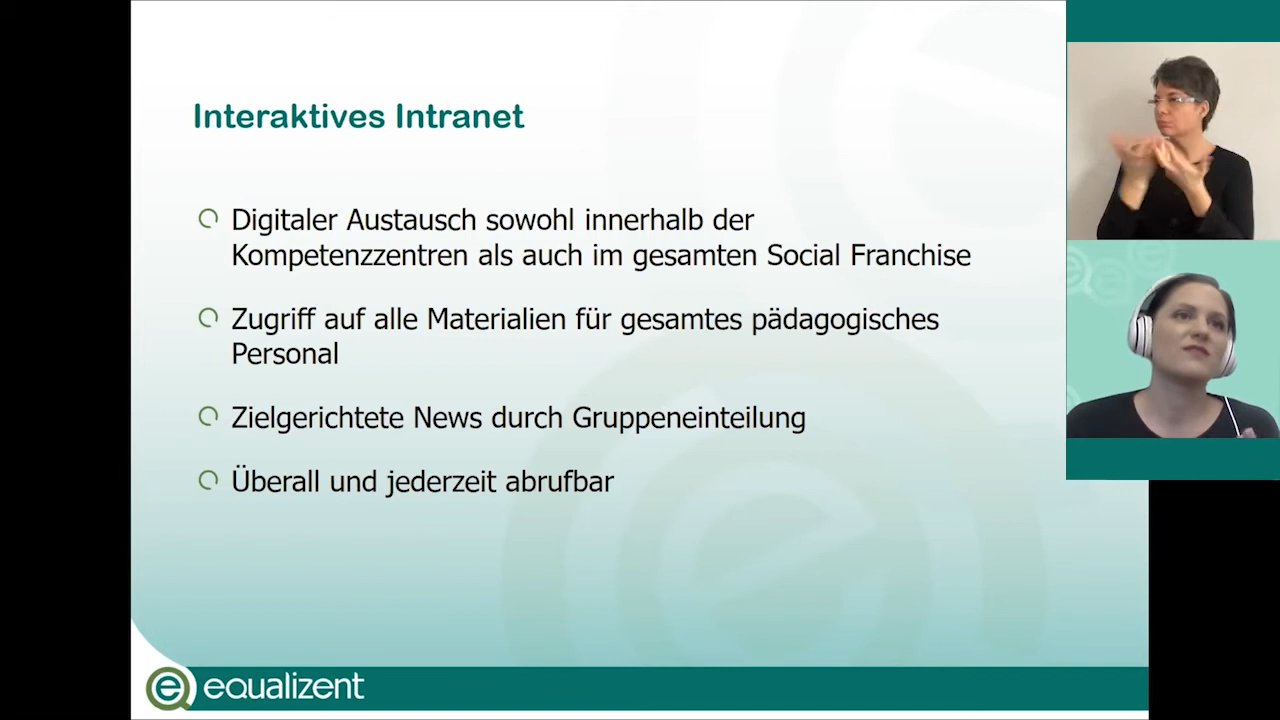 Interaktives Intranet
Digitaler Austausch sowohl innerhalb der
Kompetenzzentren als auch im gesamten Social Franchise
Zugriff auf alle Materialien für gesamtes pädagogisches
Personal
Zielgerichtete News durch Gruppeneinteilung
Überall und jederzeit abrufbar
equalizent